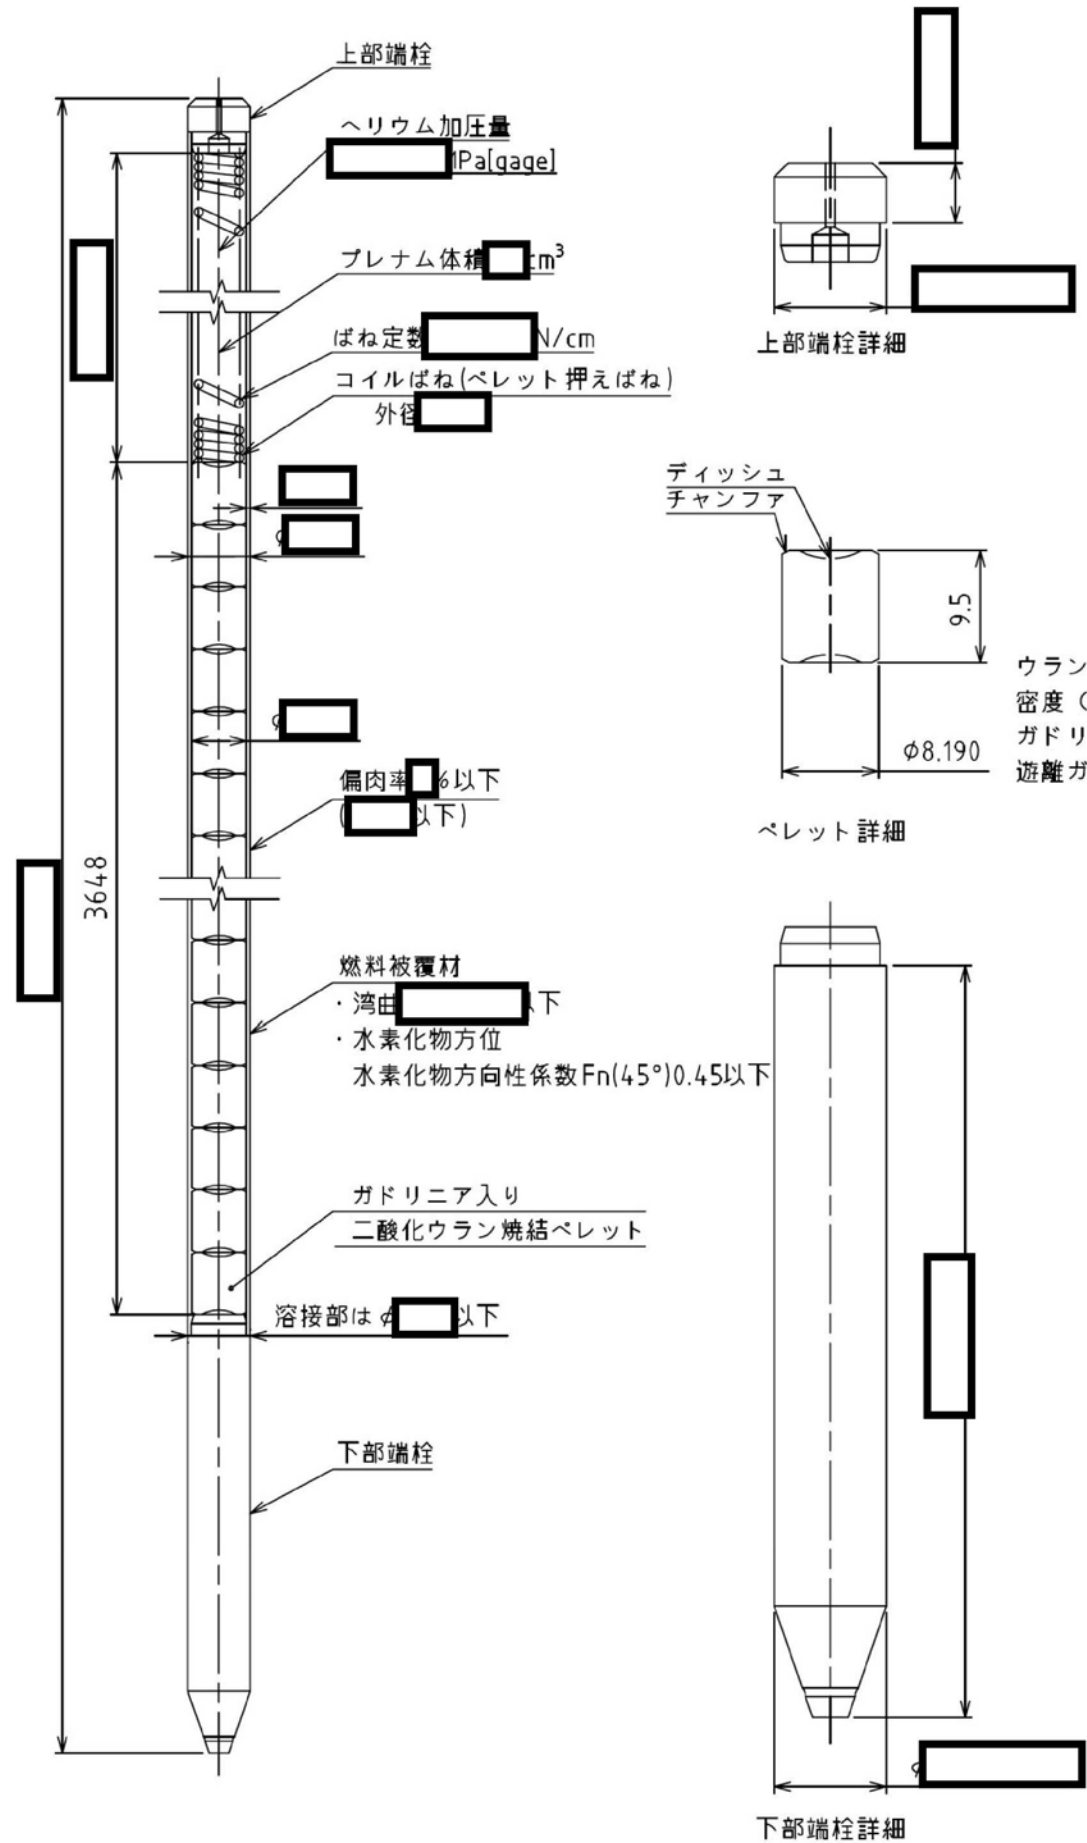 上部端栓
ヘリウム加圧量
MPa[gage]
プレナム体積 cm³
ばね定数 N/cm
コイルばね(ペレット押えばね)
外径
φ
φ
偏肉率 %以下
( 以下)
3648
燃料被覆材
・湾曲 以下
・水素化物方位
水素化物方向性係数Fn(45°)0.45以下
ガドリニア入り
二酸化ウラン焼結ペレット
溶接部は φ 以下
下部端栓
上部端栓詳細
ディッシュ
チャンファ
9.5
φ8.190
ウラン
密度(
ガドリ
遊離ガ
ペレット詳細
φ
下部端栓詳細